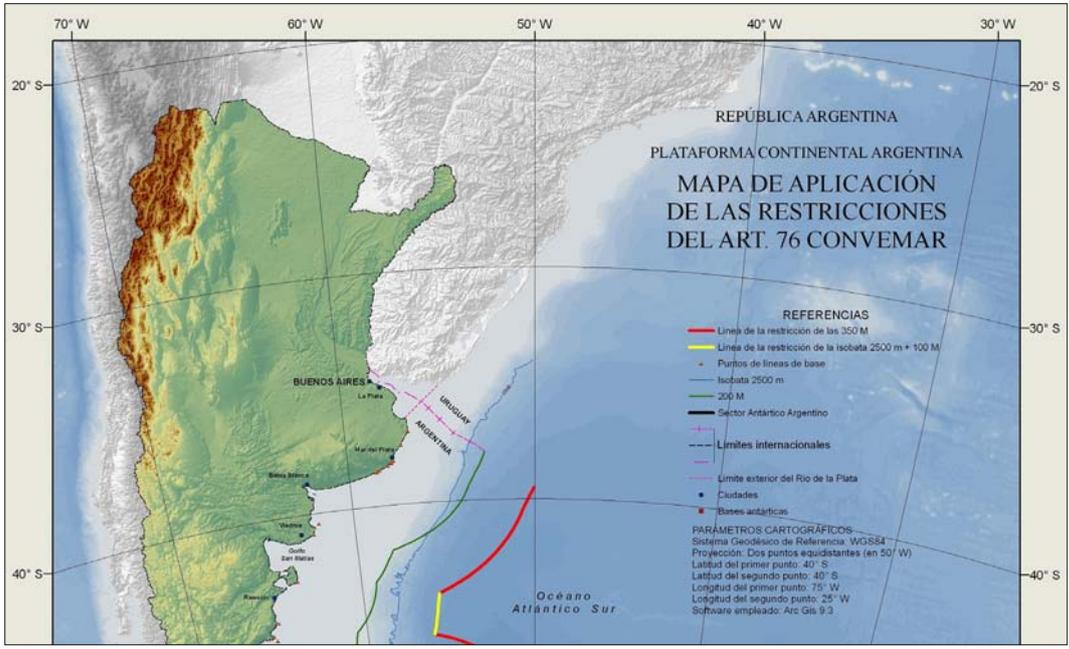 70° W
60° W
50° W
40° W
30° W
20° S
20° S
REPÚBLICA ARGENTINA
PLATAFORMA CONTINENTAL ARGENTINA
MAPA DE APLICACIÓN
DE LAS RESTRICCIONES
DEL ART. 76 CONVEMAR
30° S
30° S
REFERENCIAS
Linea de la restricción de las 350 M
Linea de la restricción de la isobata 2500 m + 100 M
Puntos de lineas de base
Isobata 2500 m
200 M
Sector Antártico Argentino
Limites internacionales
Limite exterior del Rio de la Plata
Ciudades
Bases antárticas
BUENOS AIRES
La Plata
URUGUAY
ARGENTINA
Mar del Plata
Bahía Blanca
Viedma
Golfo
San Matías
Rawson
40° S
40° S
Océano
Atlántico Sur
PARÁMETROS CARTOGRÁFICOS
Sistema Geodésico de Referencia: WGS84
Proyección: Dos puntos equidistantes (en 50° W)
Latitud del primer punto: 40° S
Latitud del segundo punto: 40° S
Longitud del primer punto: 75° W
Longitud del segundo punto: 25° W
Software empleado: Arc Gis 9.3